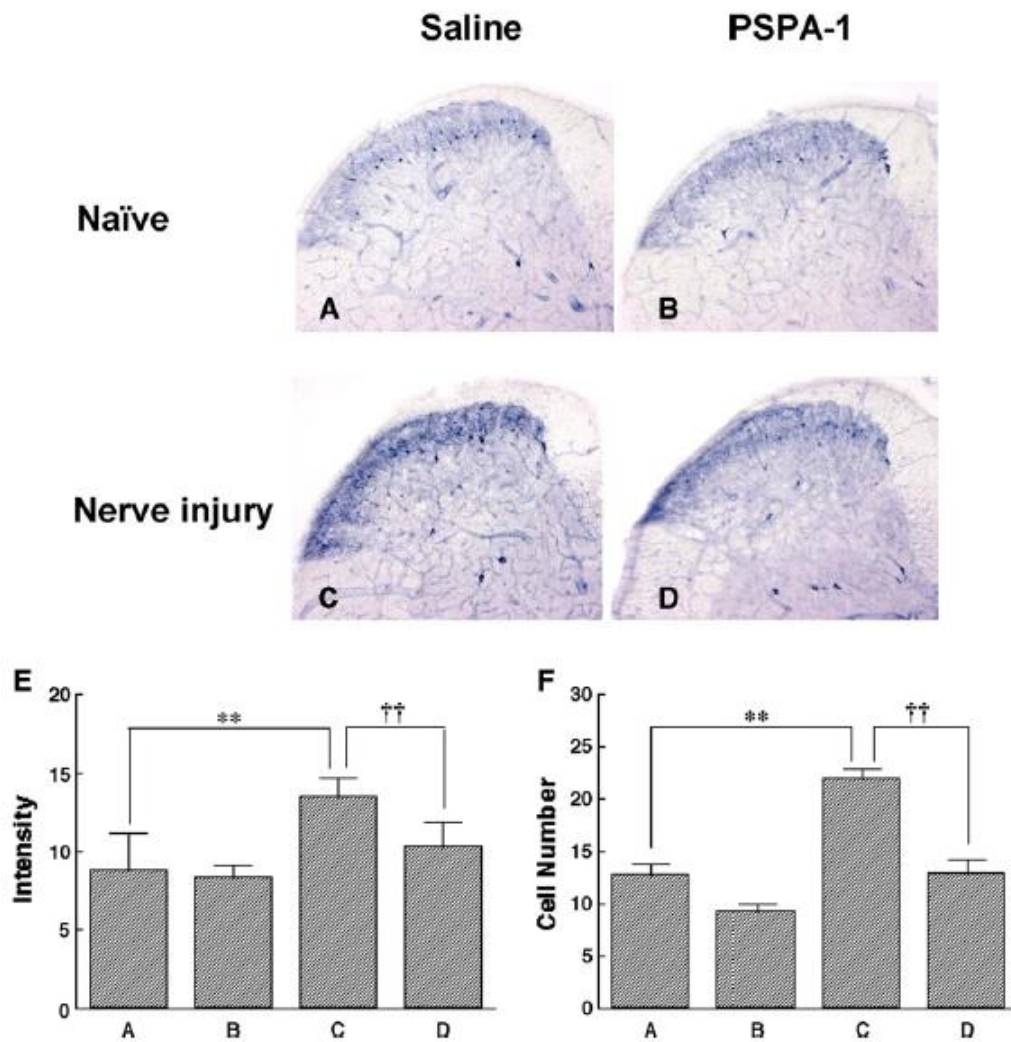 Saline PSPA-1
Naïve
A B
Nerve injury
C D
E F
20 30
** †† ** ††
25
15
20
10 15
10
5
5
0 0
Intensity Cell Number
A B C D A B C D